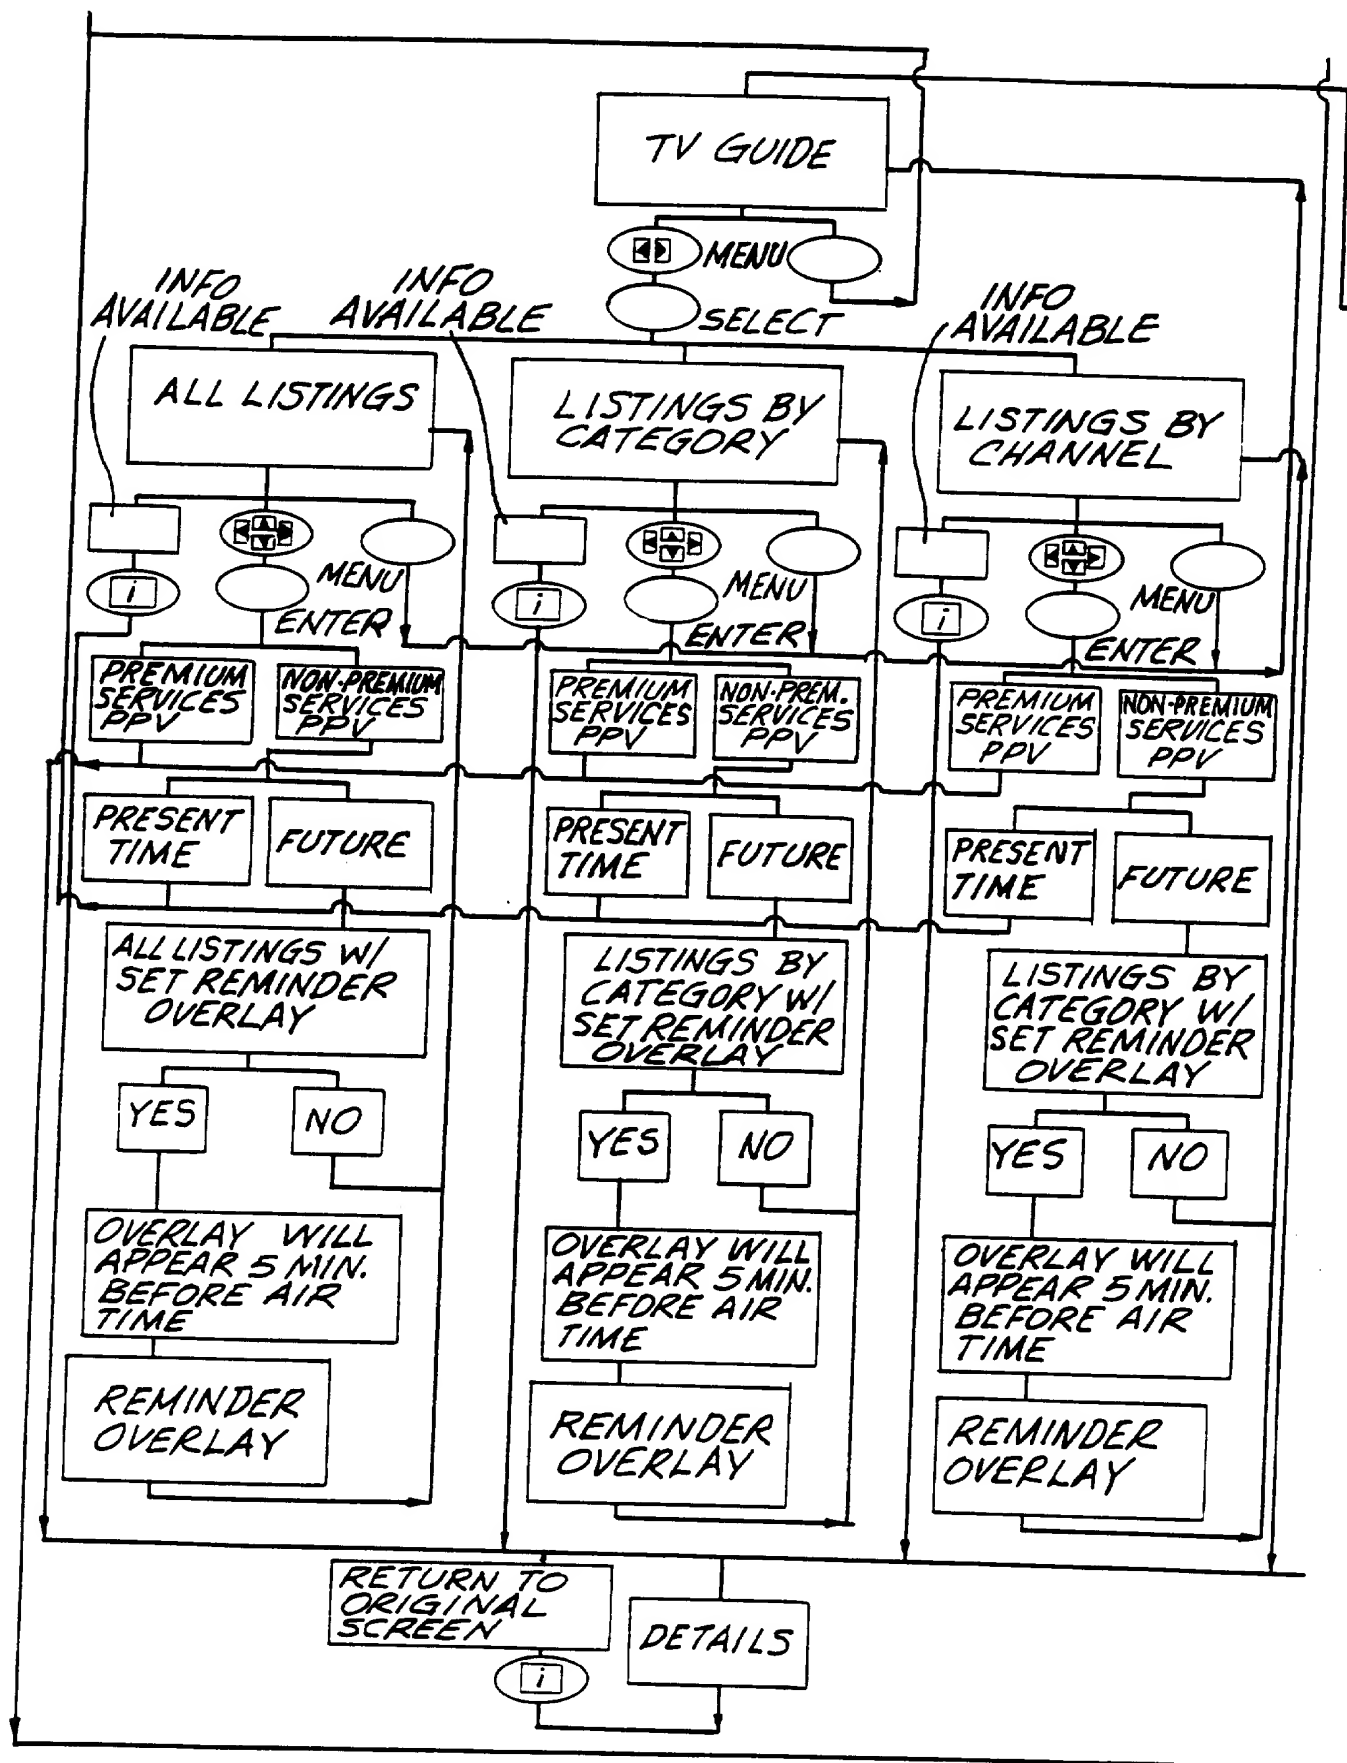 TV GUIDE
MENU
SELECT
INFO
AVAILABLE
INFO
AVAILABLE
INFO
AVAILABLE
ALL LISTINGS
LISTINGS BY
CATEGORY
LISTINGS BY
CHANNEL
i
MENU
ENTER
i
MENU
ENTER
i
MENU
ENTER
PREMIUM
SERVICES
PPV
NON-PREMIUM
SERVICES
PPV
PREMIUM
SERVICES
PPV
NON-PREM.
SERVICES
PPV
PREMIUM
SERVICES
PPV
NON-PREMIUM
SERVICES
PPV
PRESENT
TIME
FUTURE
PRESENT
TIME
FUTURE
PRESENT
TIME
FUTURE
ALL LISTINGS W/
SET REMINDER
OVERLAY
LISTINGS BY
CATEGORY W/
SET REMINDER
OVERLAY
LISTINGS BY
CATEGORY W/
SET REMINDER
OVERLAY
YES
NO
YES
NO
YES
NO
OVERLAY WILL
APPEAR 5 MIN.
BEFORE AIR
TIME
OVERLAY WILL
APPEAR 5 MIN.
BEFORE AIR
TIME
OVERLAY WILL
APPEAR 5 MIN.
BEFORE AIR
TIME
REMINDER
OVERLAY
REMINDER
OVERLAY
REMINDER
OVERLAY
RETURN TO
ORIGINAL
SCREEN
DETAILS
i